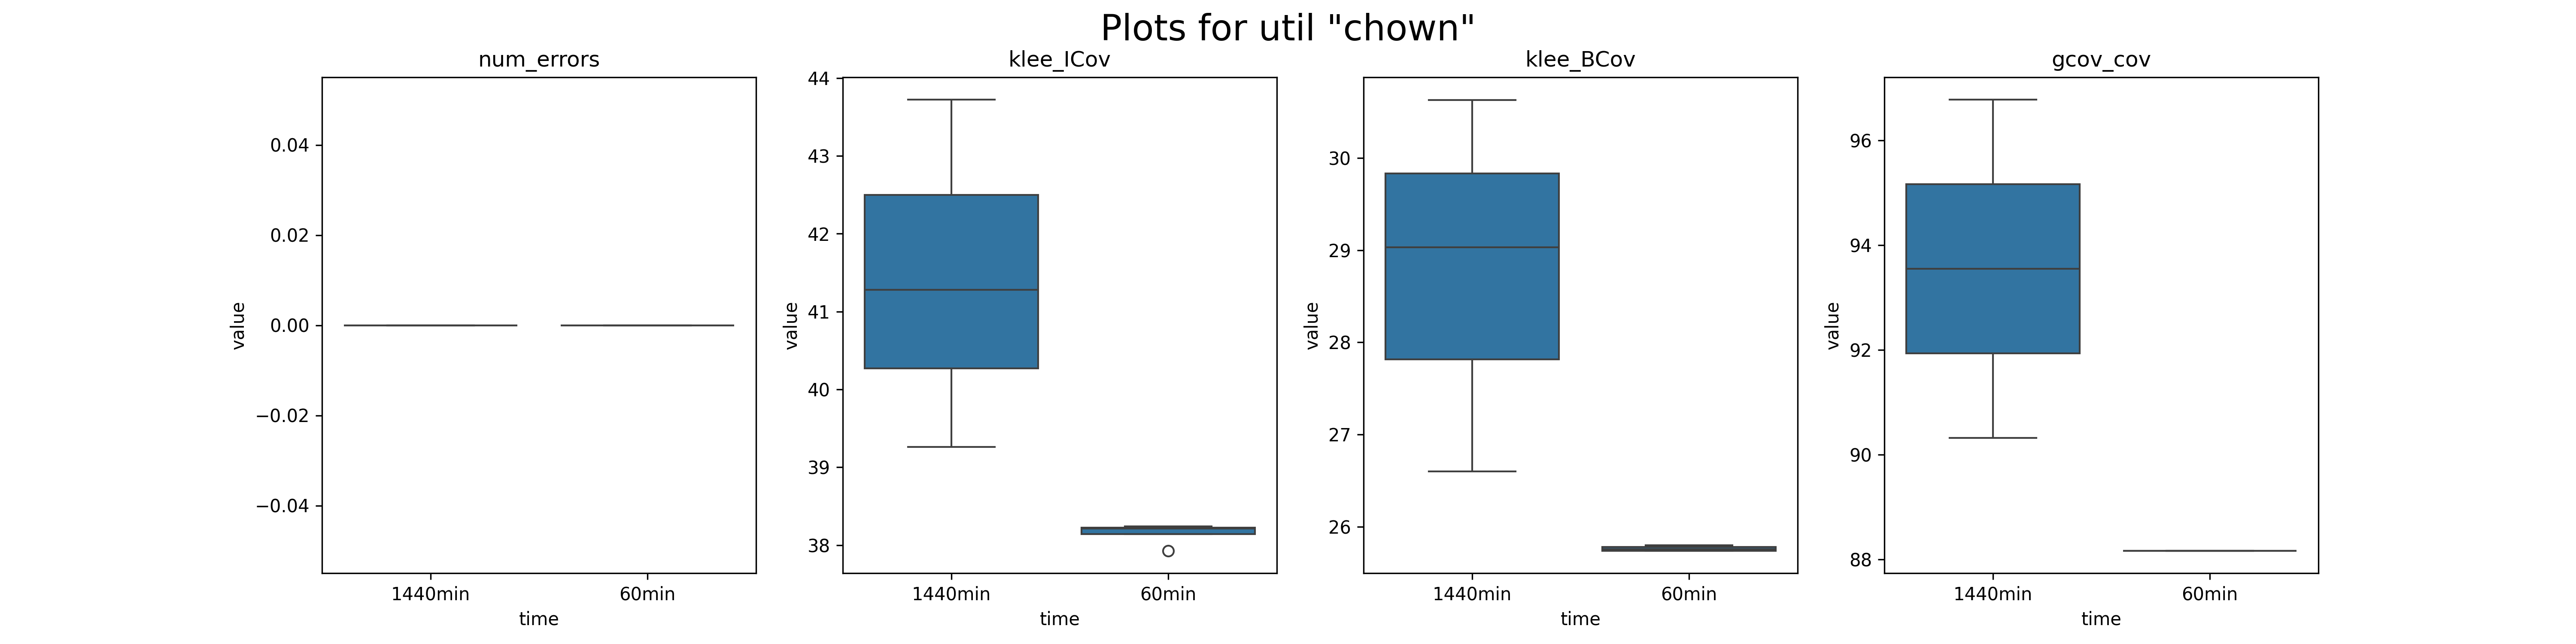 Plots for util "chown"
num_errors
0.04
0.02
0.00
−0.02
−0.04
value
1440min
60min
time
klee_ICov
44
43
42
41
40
39
38
value
1440min
60min
time
klee_BCov
30
29
28
27
26
value
1440min
60min
time
gcov_cov
96
94
92
90
88
value
1440min
60min
time